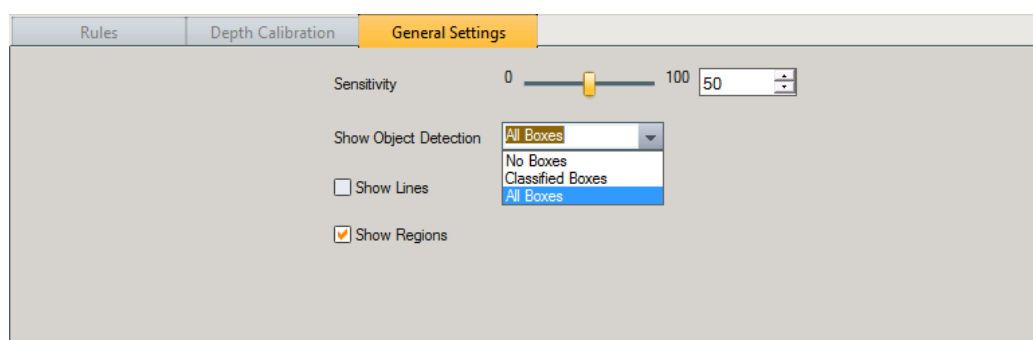 Rules Depth Calibration General Settings
Sensitivity 0 100 50
Show Object Detection All Boxes
No Boxes
Classified Boxes
All Boxes
Show Lines
Show Regions